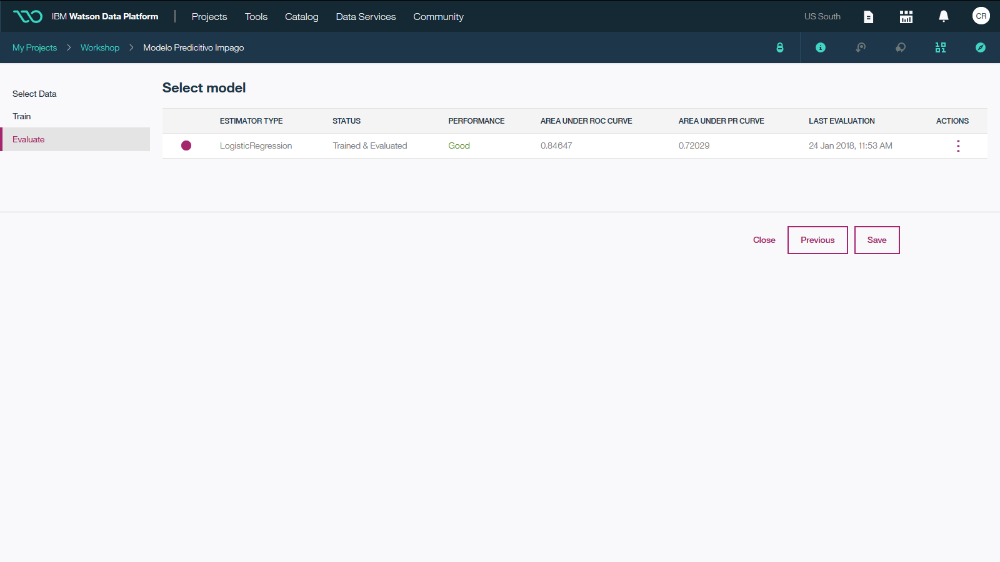 IBM Watson Data Platform | Projects Tools Catalog Data Services Community US South CR
My Projects > Workshop > Modelo Predicitivo Impago
Select Data
Train
Evaluate
Select model
ESTIMATOR TYPE STATUS PERFORMANCE AREA UNDER ROC CURVE AREA UNDER PR CURVE LAST EVALUATION ACTIONS
LogisticRegression Trained & Evaluated Good 0.84647 0.72029 24 Jan 2018, 11:53 AM
Close Previous Save